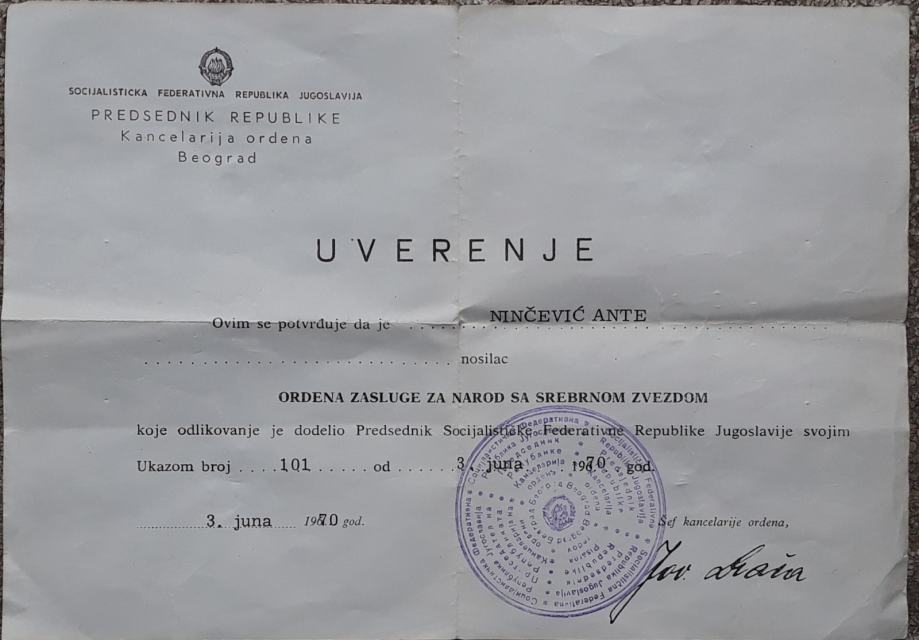 SOCIJALISTICKA FEDERATIVNA REPUBLIKA JUGOSLAVIJA
PREDSEDNIK REPUBLIKE
Kancelarija ordena
Beograd
UVERENJE
Ovim se potvrđuje da je ..... NINČEVIĆ ANTE
nosilac
ORDENA ZASLUGE ZA NAROD SA SREBRNOM ZVEZDOM
koje odlikovanje je dodelio Predsednik Socijalističke Federativne Republike Jugoslavije svojim
Ukazom broj ....101..... od ......3. juna 1970. god.
3. juna 1970 god.
Šef kancelarije ordena,